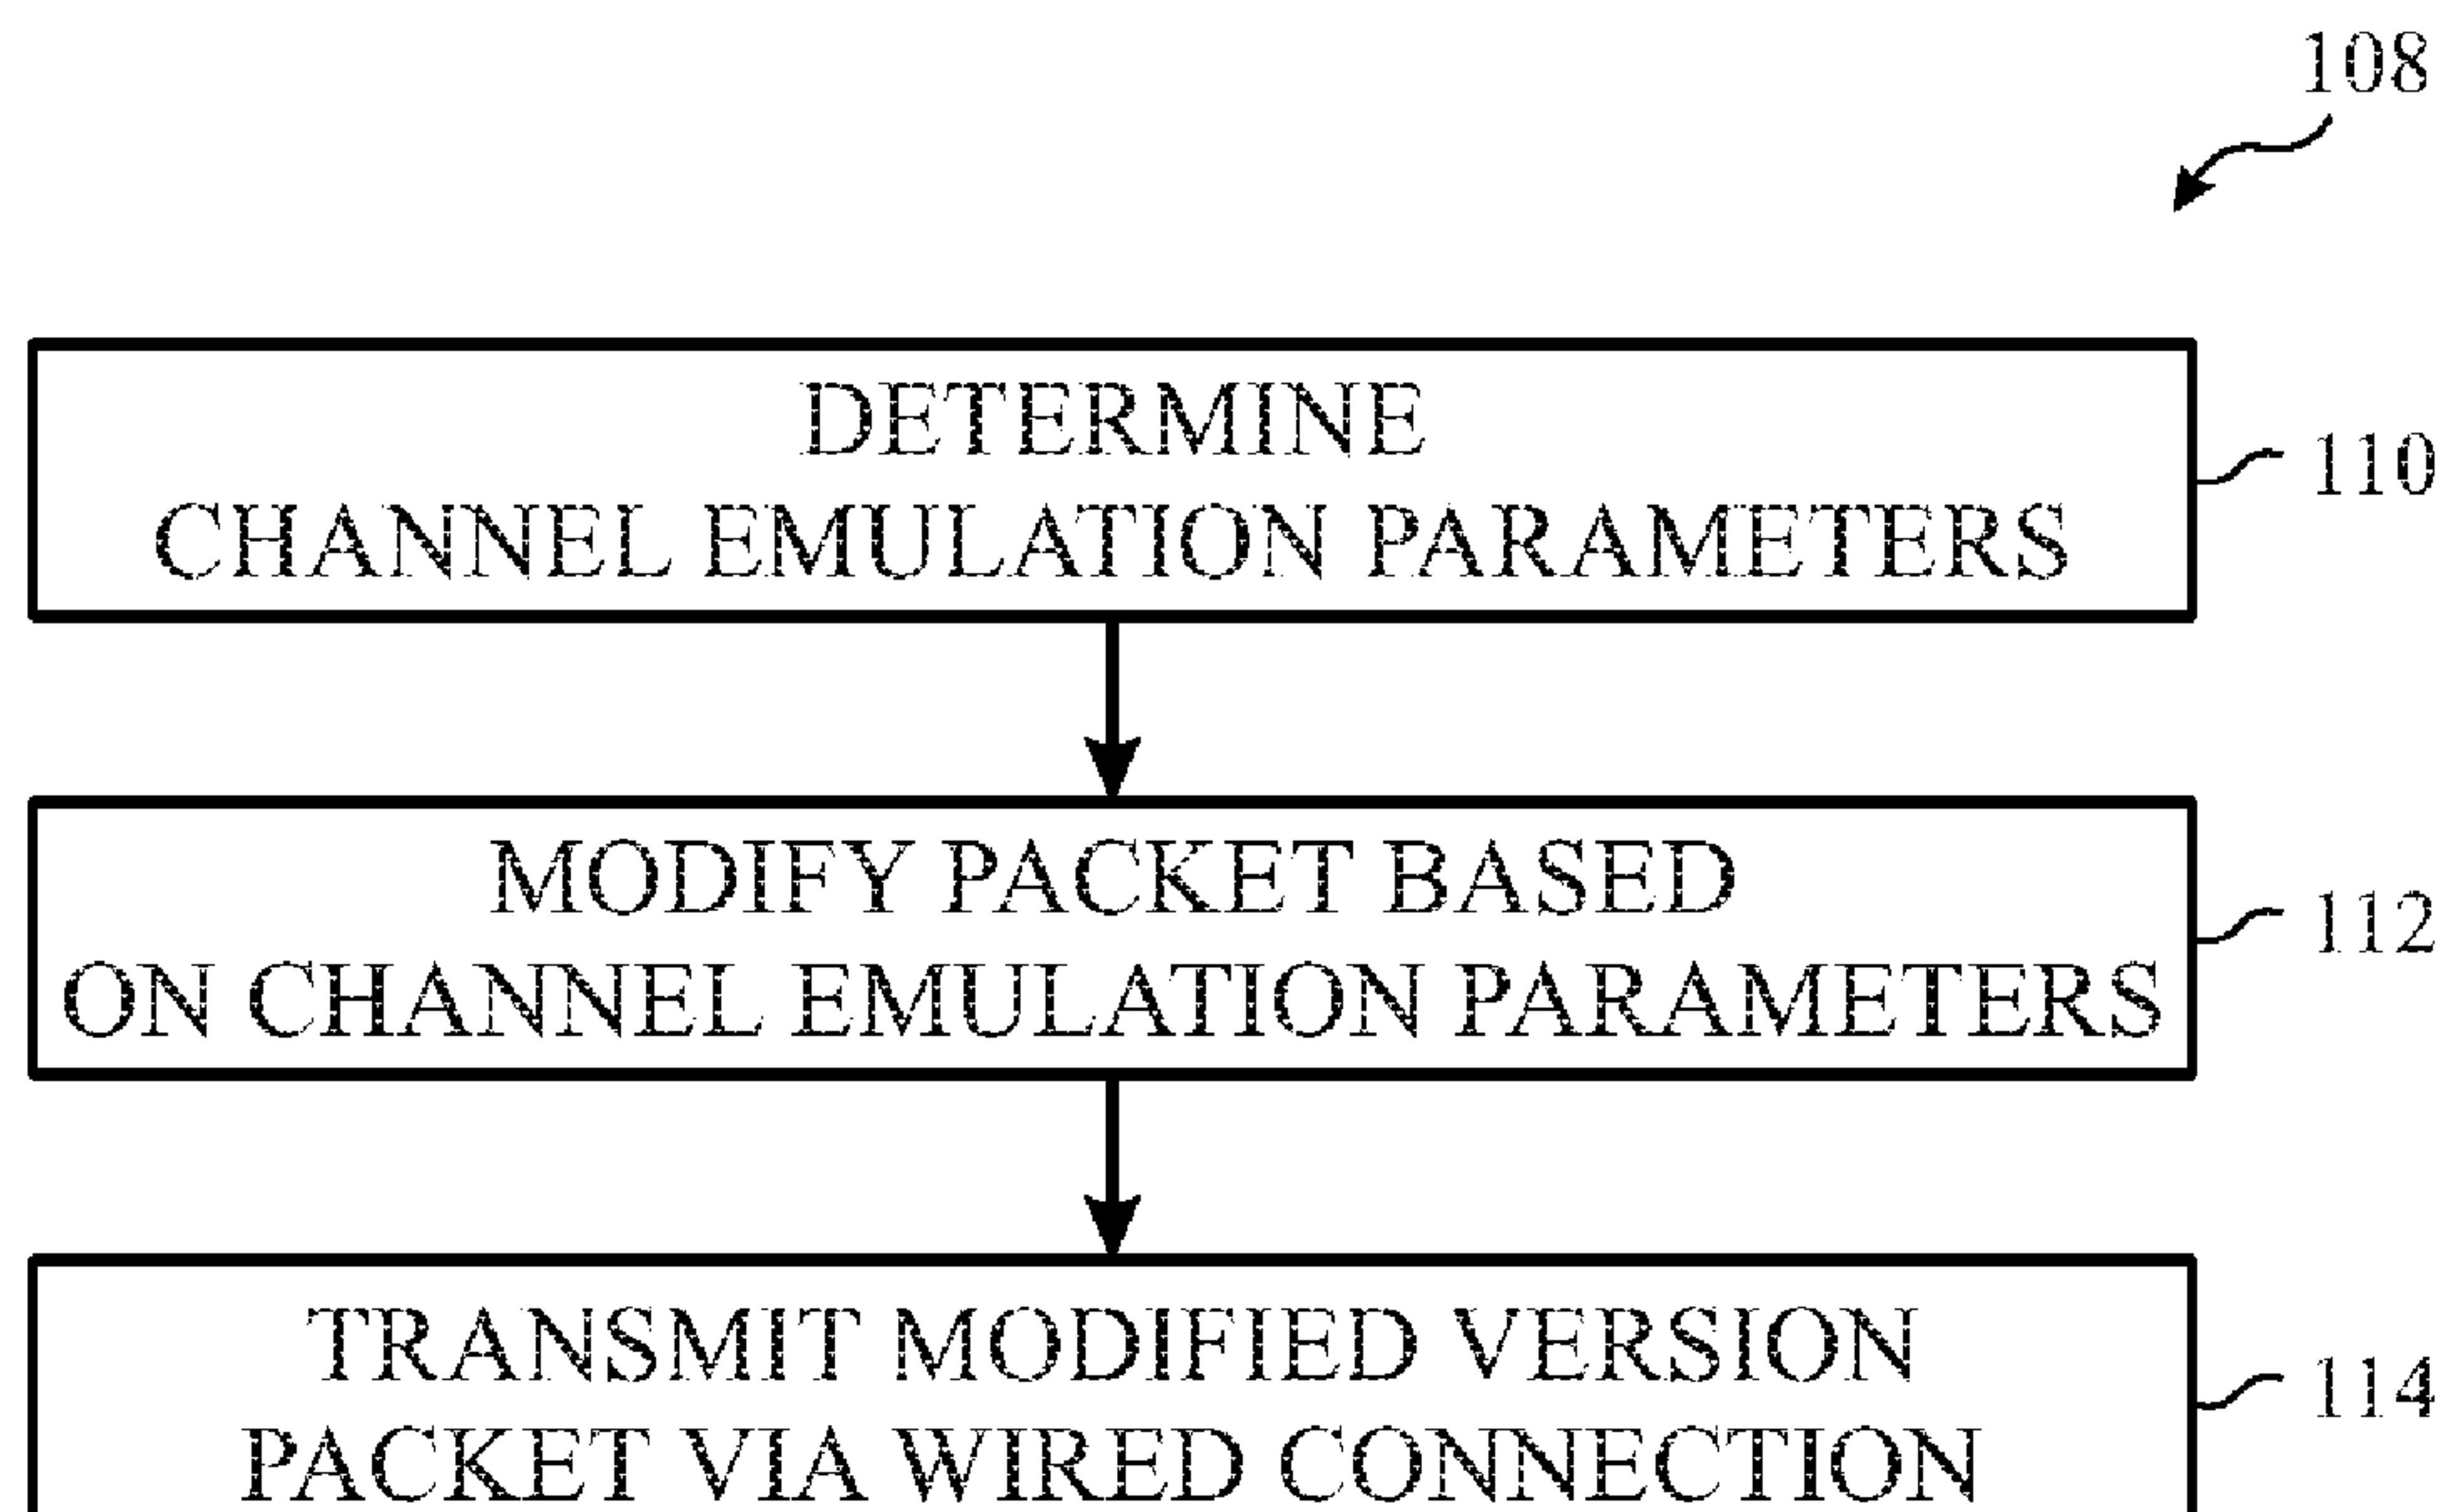 108
DETERMINE
CHANNEL EMULATION PARAMETERS
110
MODIFY PACKET BASED
ON CHANNEL EMULATION PARAMETERS
112
TRANSMIT MODIFIED VERSION
PACKET VIA WIRED CONNECTION
114